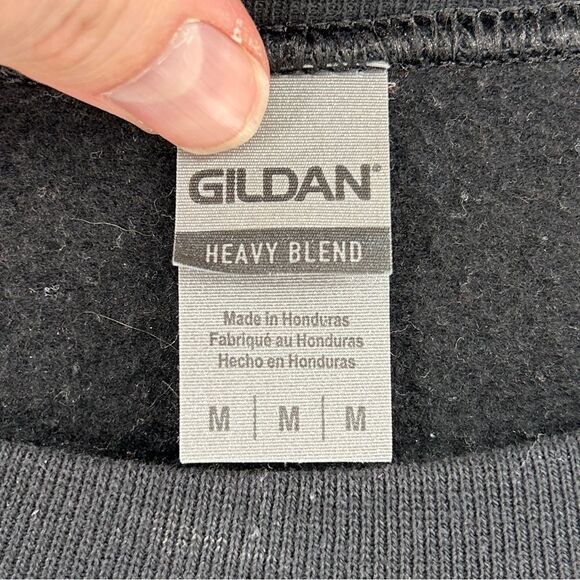 GILDAN®
HEAVY BLEND
Made in Honduras
Fabriqué au Honduras
Hecho en Honduras
M | M | M